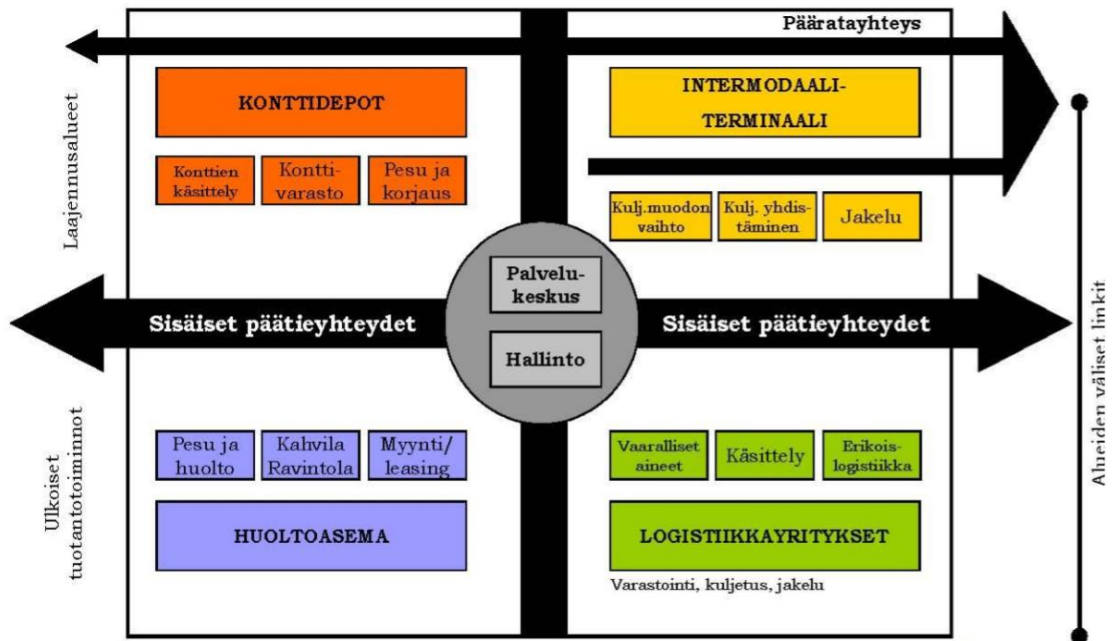 Pääratayhteys
KONTTIDEPOT
INTERMODAALI-
TERMINAALI
Konttien
käsittely
Kontti-
varasto
Pesu ja
korjaus
Kulj.muodon
vaihto
Kulj. yhdis-
täminen
Jakelu
Laajennusalueet
Palvelu-
keskus
Hallinto
Sisäiset päätieyhteydet
Sisäiset päätieyhteydet
Alueiden väliset linkit
Ulkoiset
tuotantotoiminnot
Pesu ja
huolto
Kahvila
Ravintola
Myynti/
leasing
Vaaralliset
aineet
Käsittely
Erikois-
logistiikka
HUOLTOASEMA
LOGISTIIKKAYRITYKSET
Varastointi, kuljetus, jakelu